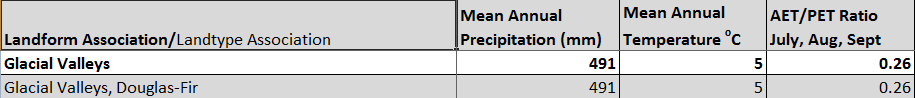 Mean Annual Mean Annual AET/PET Ratio
Landform Association/Landtype Association Precipitation (mm) Temperature °C July, Aug, Sept
Glacial Valleys 491 5 0.26
Glacial Valleys, Douglas-Fir 491 5 0.26